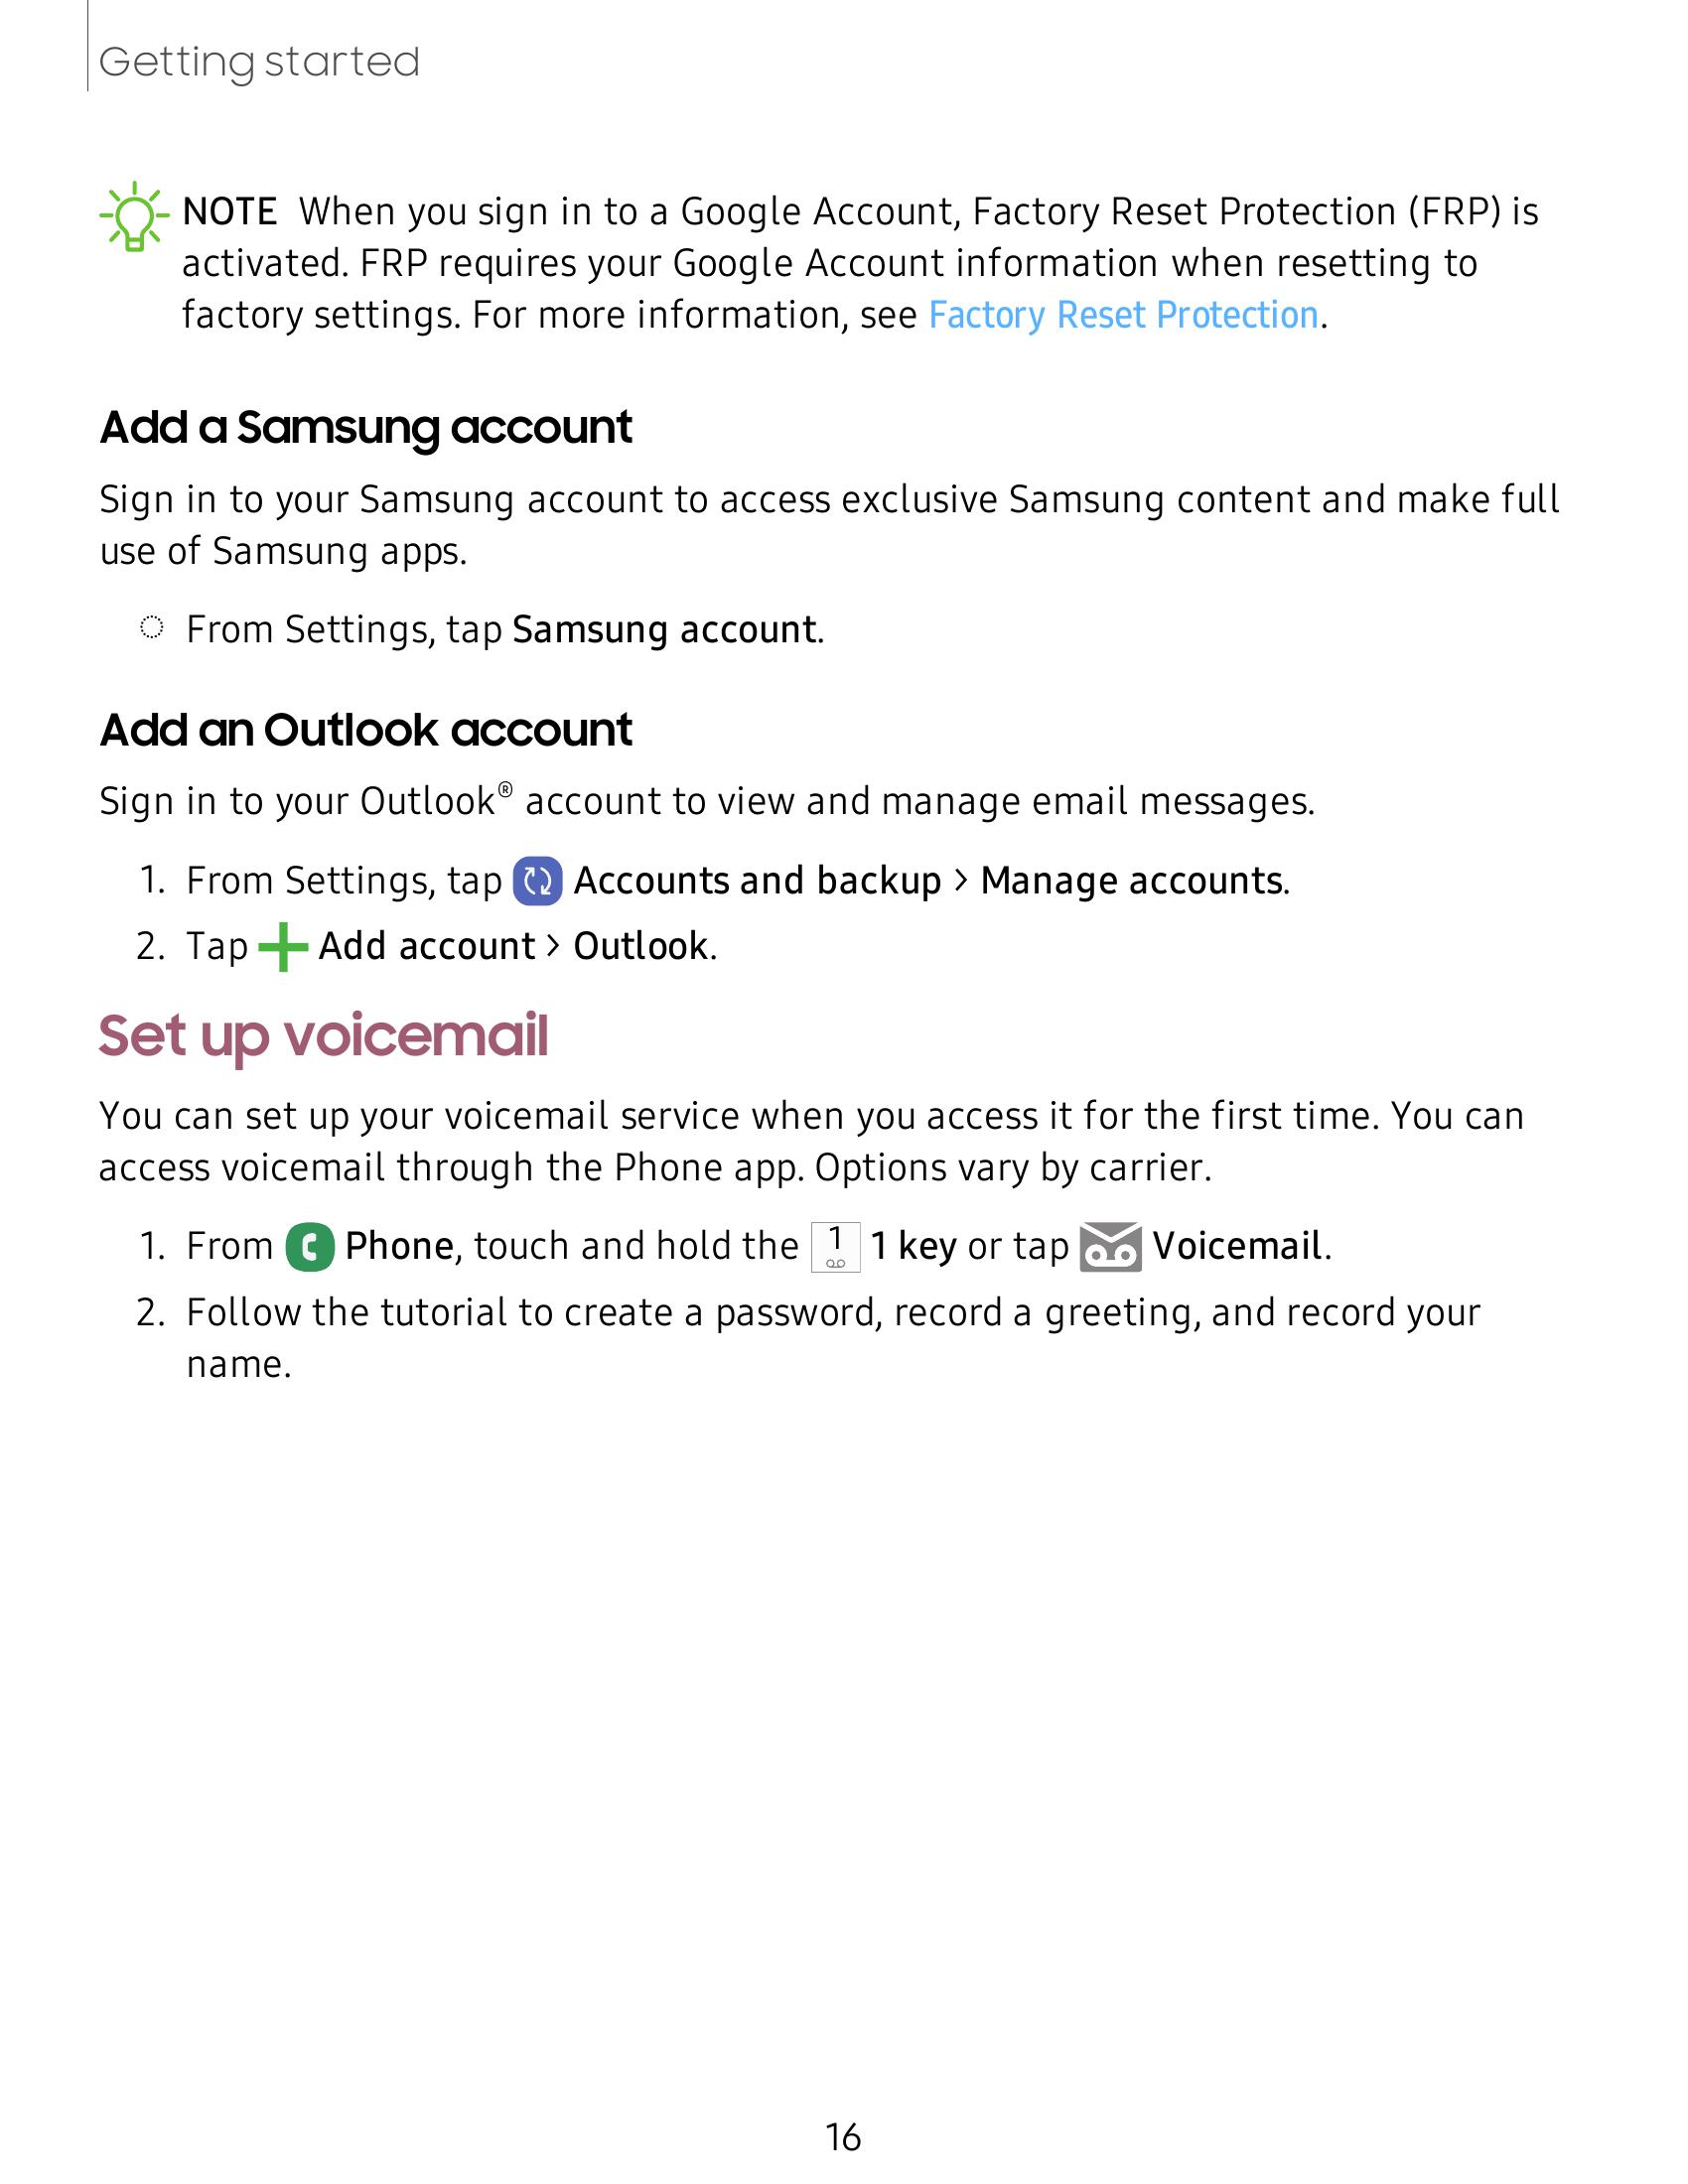 Getting started
NOTE When you sign in to a Google Account, Factory Reset Protection (FRP) is
activated. FRP requires your Google Account information when resetting to
factory settings. For more information, see Factory Reset Protection.
Add a Samsung account
Sign in to your Samsung account to access exclusive Samsung content and make full
use of Samsung apps.
From Settings, tap Samsung account.
Add an Outlook account
Sign in to your Outlook® account to view and manage email messages.
1. From Settings, tap Accounts and backup > Manage accounts.
2. Tap Add account > Outlook.
Set up voicemail
You can set up your voicemail service when you access it for the first time. You can
access voicemail through the Phone app. Options vary by carrier.
1. From Phone, touch and hold the 1 1 key or tap Voicemail.
2. Follow the tutorial to create a password, record a greeting, and record your
name.
16